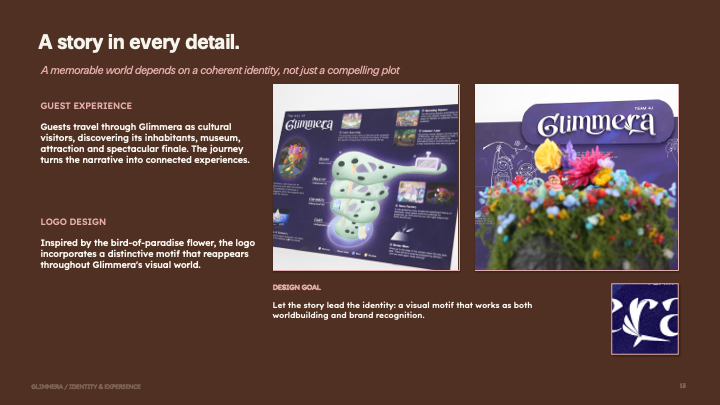 A story in every detail.
A memorable world depends on a coherent identity, not just a compelling plot
GUEST EXPERIENCE
Guests travel through Glimmera as cultural
visitors, discovering its inhabitants, museum,
attraction and spectacular finale. The journey
turns the narrative into connected experiences.
LOGO DESIGN
Inspired by the bird-of-paradise flower, the logo
incorporates a distinctive motif that reappears
throughout Glimmera's visual world.
Glimmera
TEAM 4J
Glimmera
DESIGN GOAL
Let the story lead the identity: a visual motif that works as both
worldbuilding and brand recognition.
era
GLIMMERA / IDENTITY & EXPERIENCE